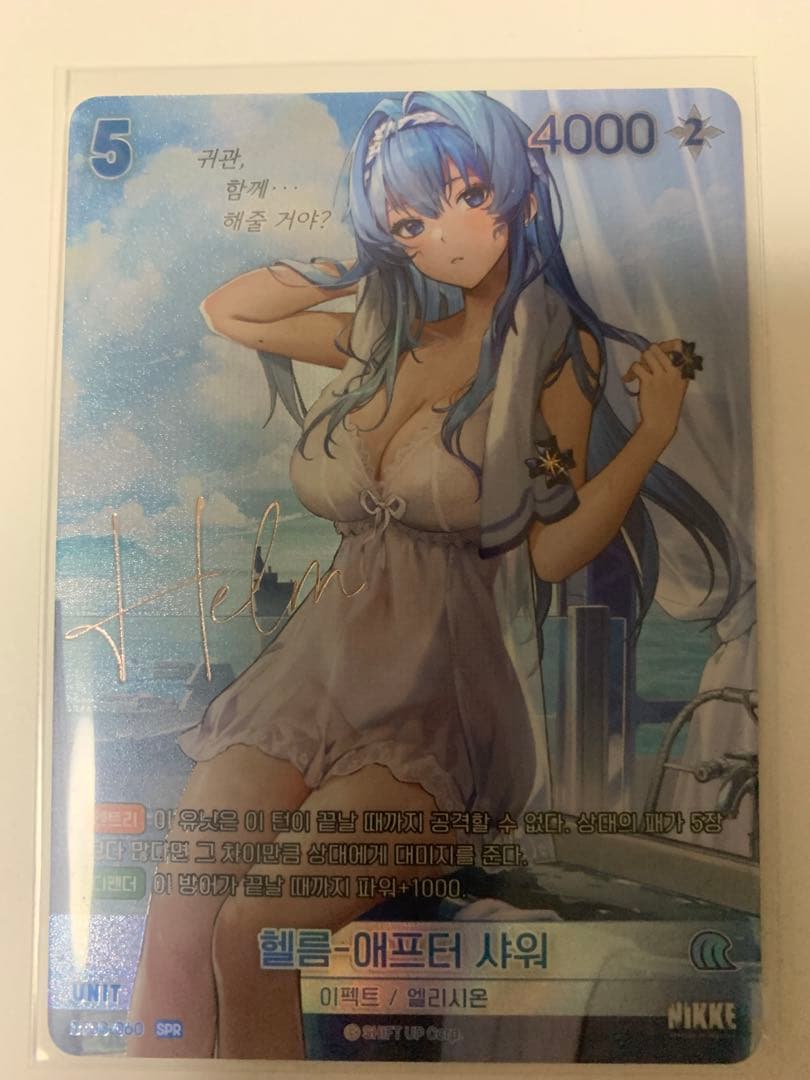 5
4000
2
귀관,
함께…
해줄 거야?
Helm
이 유닛은 이 턴이 끝날 때까지 공격할 수 없다. 상대의 패가 5장
많다면 그 차이만큼 상대에게 대미지를 준다.
이 방어가 끝날 때까지 파워+1000.
헬름-애프터 샤워
이펙트 / 엘리시온
UNIT
SPR
© SHIFT UP Corp.
NIKKE